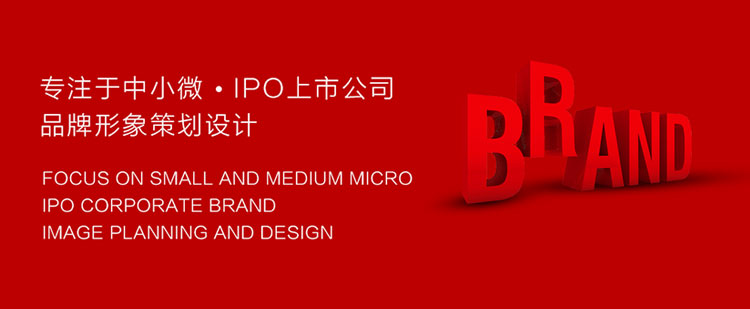 专注于中小微·IPO上市公司
品牌形象策划设计
FOCUS ON SMALL AND MEDIUM MICRO
IPO CORPORATE BRAND
IMAGE PLANNING AND DESIGN
BRAND